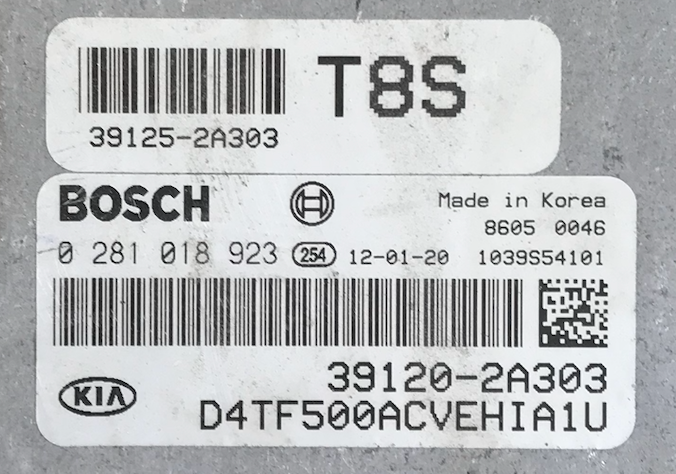 T8S
39125-2A303
BOSCH Made in Korea
8605 0046
0 281 018 923 254 12-01-20 1039S54101
39120-2A303
KIA D4TF500ACVEHIA1U